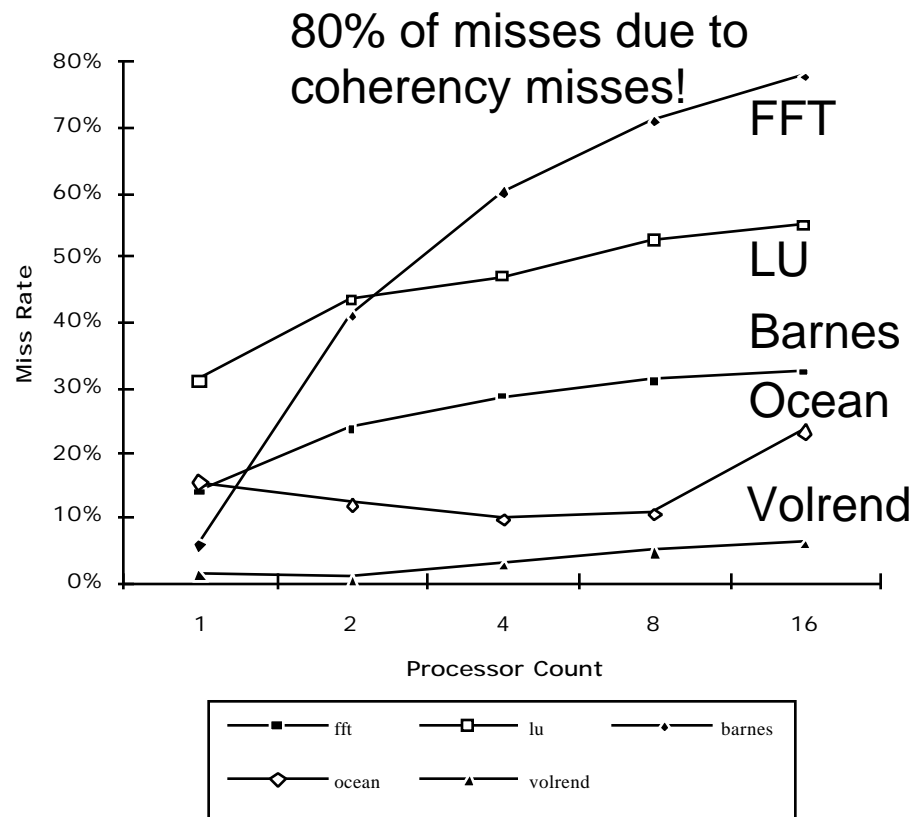 80% of misses due to
coherency misses!
80%
70%
60%
50%
40%
30%
20%
10%
0%
Miss Rate
FFT
LU
Barnes
Ocean
Volrend
1 2 4 8 16
Processor Count
fft lu barnes
ocean volrend